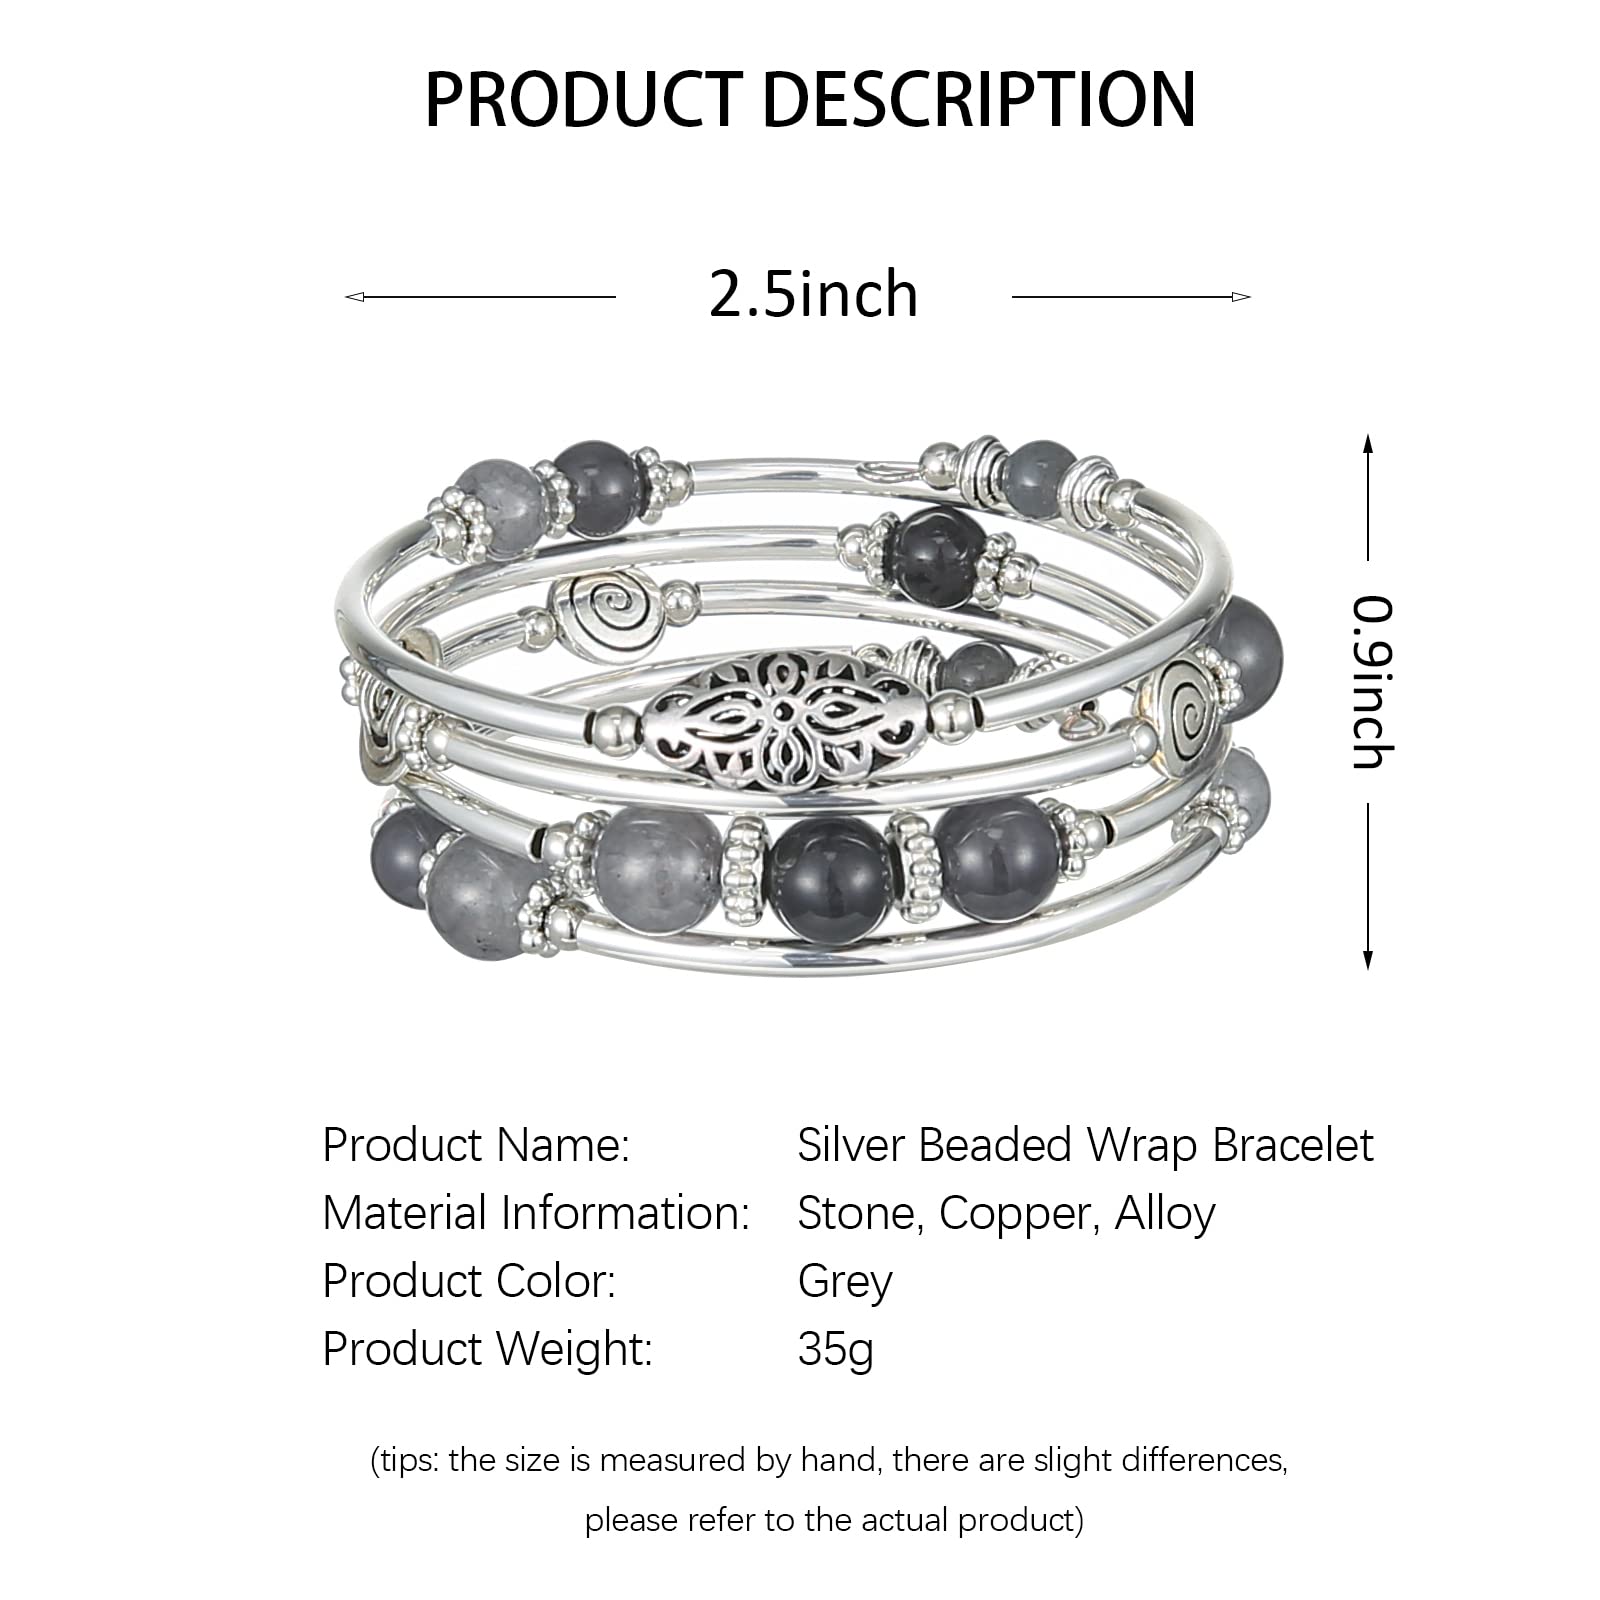 PRODUCT DESCRIPTION
2.5inch
0.9inch
Product Name: Silver Beaded Wrap Bracelet
Material Information: Stone, Copper, Alloy
Product Color: Grey
Product Weight: 35g
(tips: the size is measured by hand, there are slight differences,
please refer to the actual product)